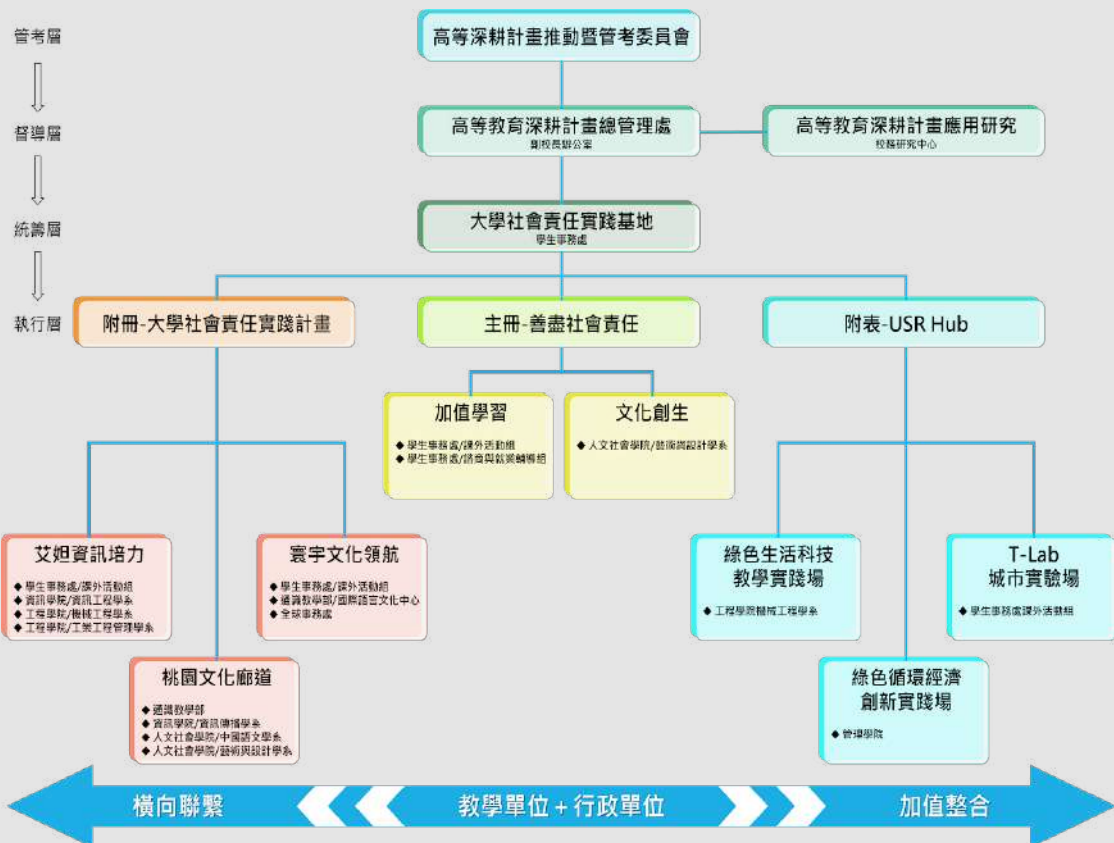 管考層
高等深耕計畫推動暨管考委員會
督導層
高等教育深耕計畫總管理處
副校長辦公室
高等教育深耕計畫應用研究
校務研究中心
統籌層
大學社會責任實踐基地
學生事務處
執行層
附冊-大學社會責任實踐計畫
主冊-善盡社會責任
附表-USR Hub
加值學習
◆ 學生事務處/課外活動組
◆ 學生事務處/諮商與就業輔導組
文化創生
◆ 人文社會學院/藝術與設計學系
艾妲資訊培力
◆ 學生事務處/課外活動組
◆ 資訊學院/資訊工程學系
◆ 工程學院/機械工程學系
◆ 工程學院/工業工程管理學系
寰宇文化領航
◆ 學生事務處/課外活動組
◆ 通識教學部/國際語言文化中心
◆ 全球事務處
綠色生活科技
教學實踐場
◆ 工程學院機械工程學系
T-Lab
城市實驗場
◆ 學生事務處課外活動組
桃園文化廊道
◆ 通識教學部
◆ 資訊學院/資訊傳播學系
◆ 人文社會學院/中國語文學系
◆ 人文社會學院/藝術與設計學系
綠色循環經濟
創新實踐場
◆ 管理學院
橫向聯繫
教學單位 + 行政單位
加值整合